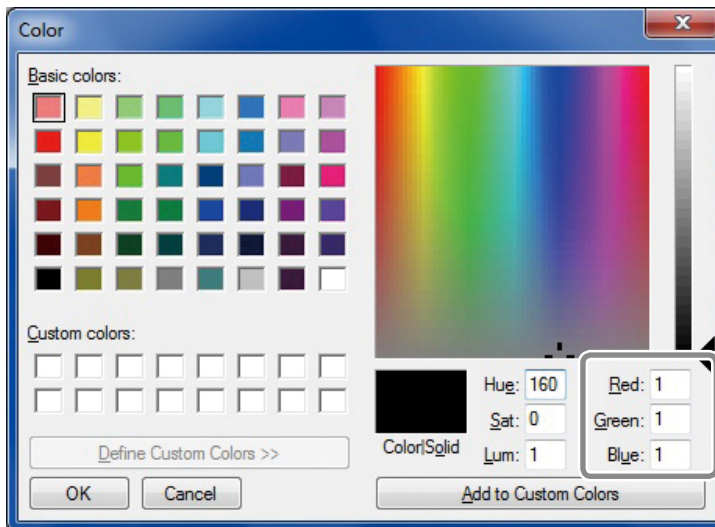 Color
Basic colors:
Custom colors:
Define Custom Colors >>
OK Cancel
Color|Solid
Hue: 160
Sat: 0
Lum: 1
Red: 1
Green: 1
Blue: 1
Add to Custom Colors